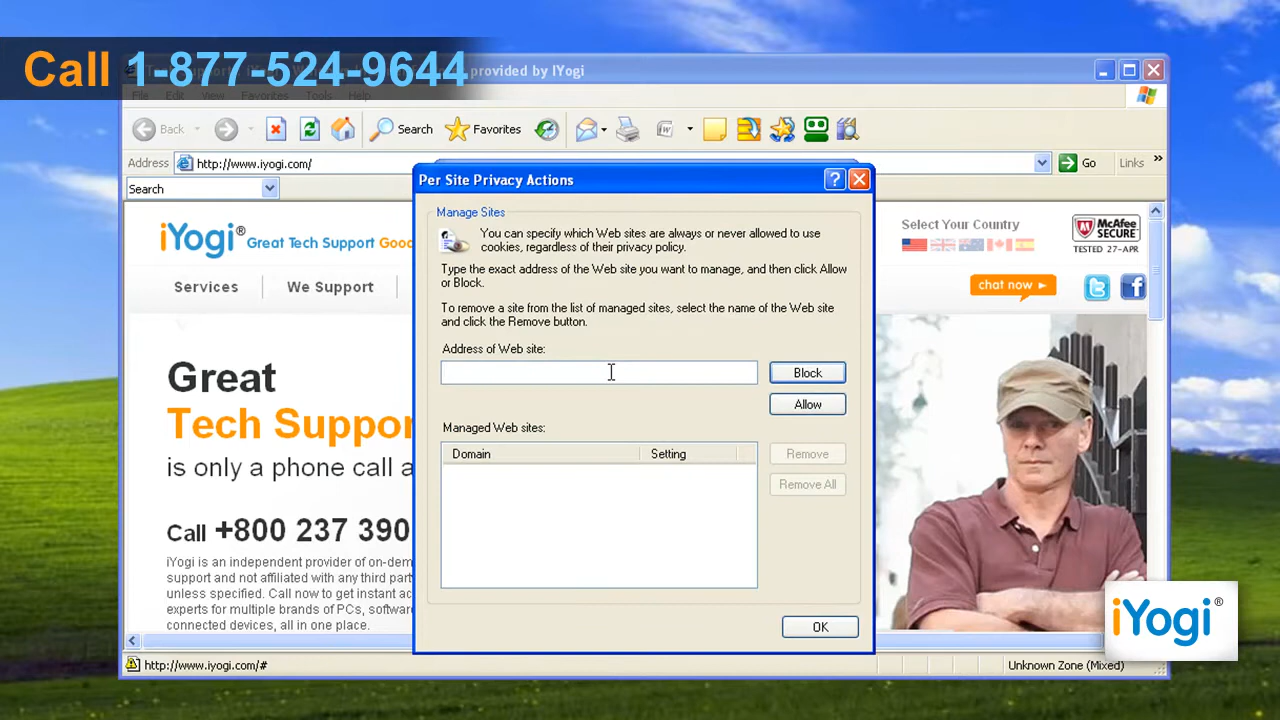 Call 1-877-524-9644
provided by IYogi
File Edit View Favorites Tools Help
Back Search Favorites
Address http://www.iyogi.com/ Go Links »
Search
Per Site Privacy Actions
Manage Sites
You can specify which Web sites are always or never allowed to use
cookies, regardless of their privacy policy.
Type the exact address of the Web site you want to manage, and then click Allow
or Block.
To remove a site from the list of managed sites, select the name of the Web site
and click the Remove button.
Address of Web site:
Block
Allow
Managed Web sites:
Domain Setting
Remove
Remove All
OK
iYogi® Great Tech Support
Services We Support
Select Your Country
McAfee
SECURE
TESTED 27-APR
chat now
Great
Tech Suppor
is only a phone call a
Call +800 237 390
iYogi is an independent provider of on-dem
support and not affiliated with any third part
unless specified. Call now to get instant ac
experts for multiple brands of PCs, softwar
connected devices, all in one place.
iYogi®
http://www.iyogi.com/#
Unknown Zone (Mixed)